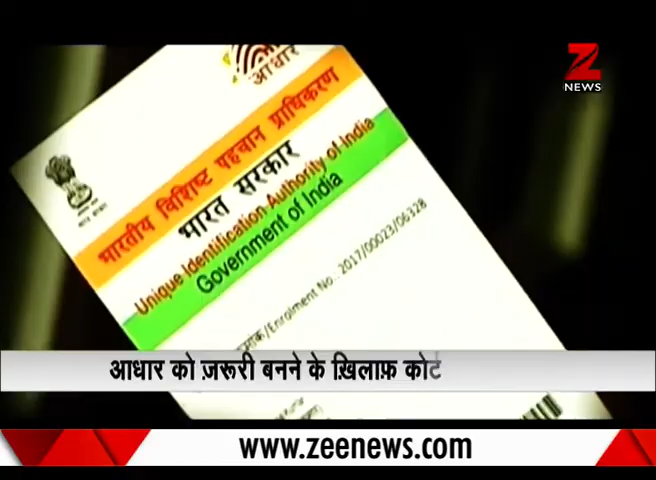 Z
NEWS
आधार
भारतीय विशिष्ट पहचान प्राधिकरण
भारत सरकार
Unique Identification Authority of India
Government of India
/Enrolment No.: 2017/00023/06328
आधार को ज़रूरी बनने के ख़िलाफ़ कोर्ट
www.zeenews.com